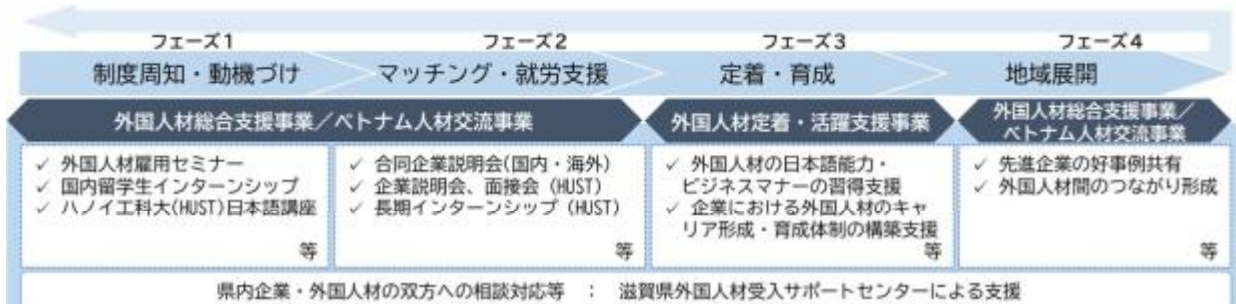 フェーズ1
フェーズ2
フェーズ3
フェーズ4
制度周知・動機づけ
マッチング・就労支援
定着・育成
地域展開
外国人材総合支援事業／ベトナム人材交流事業
外国人材定着・活躍支援事業
外国人材総合支援事業／
ベトナム人材交流事業
✓ 外国人材雇用セミナー
✓ 国内留学生インターンシップ
✓ ハノイ工科大(HUST)日本語講座
等
✓ 合同企業説明会(国内・海外)
✓ 企業説明会、面接会（HUST）
✓ 長期インターンシップ（HUST）
等
✓ 外国人材の日本語能力・
ビジネスマナーの習得支援
✓ 企業における外国人材のキャ
リア形成・育成体制の構築支援
等
✓ 先進企業の好事例共有
✓ 外国人材間のつながり形成
等
県内企業・外国人材の双方への相談対応等 ： 滋賀県外国人材受入サポートセンターによる支援